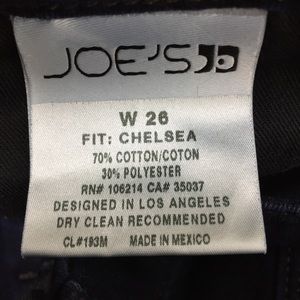 JOE'S
W 26
FIT: CHELSEA
70% COTTON/COTON
30% POLYESTER
RN# 106214 CA# 35037
DESIGNED IN LOS ANGELES
DRY CLEAN RECOMMENDED
CL#193M MADE IN MEXICO